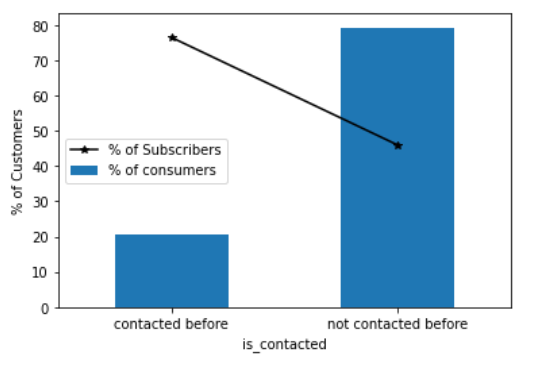 80
70
60
50
40
30
20
10
0
% of Customers
% of Subscribers
% of consumers
contacted before
not contacted before
is_contacted